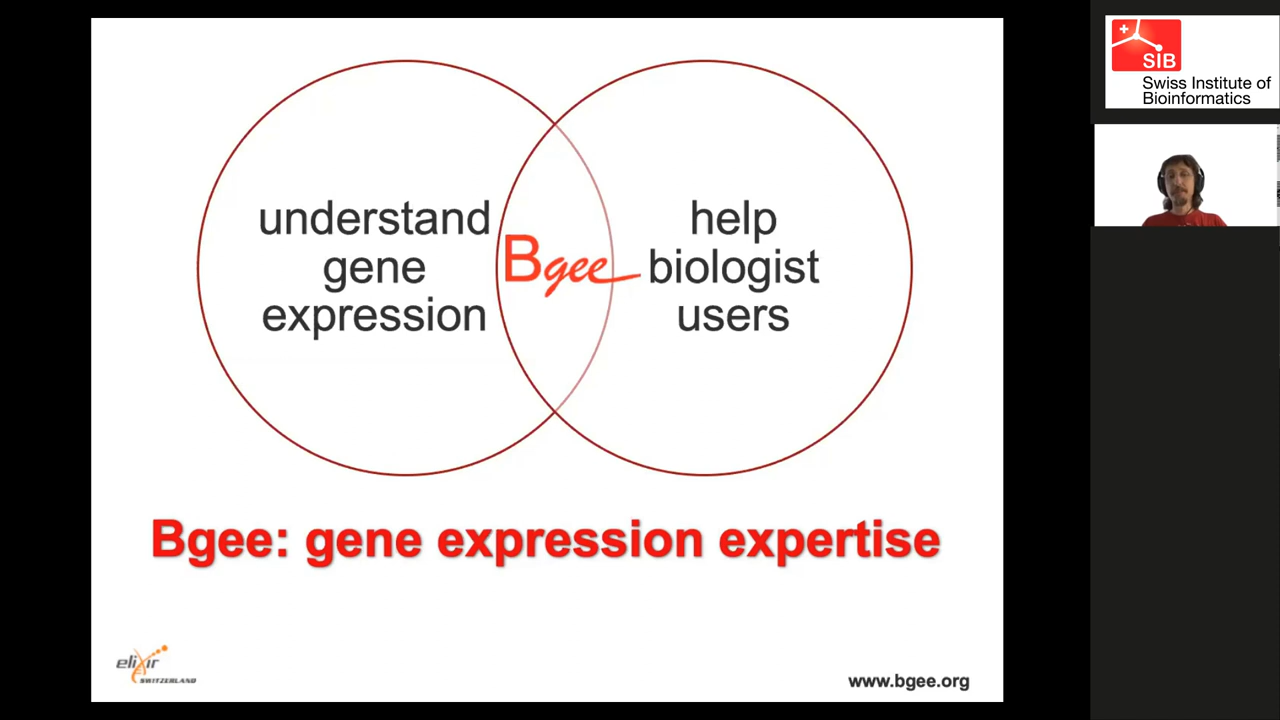 understand
gene
expression
Bgee
help
biologist
users
Bgee: gene expression expertise
elixir
SWITZERLAND
www.bgee.org
SIB
Swiss Institute of
Bioinformatics